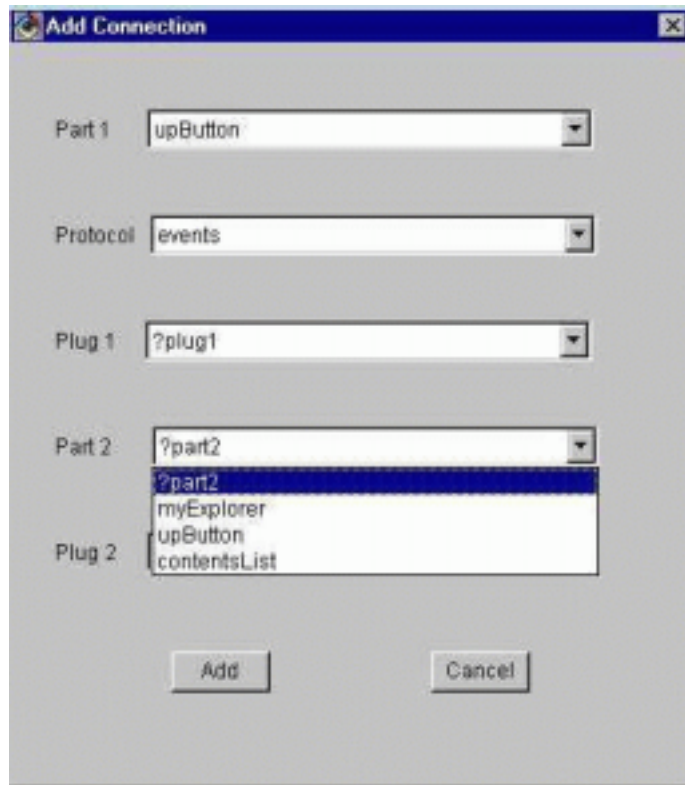 Add Connection
Part 1 upButton
Protocol events
Plug 1 ?plug1
Part 2 ?part2
?part2
myExplorer
upButton
Plug 2
contentsList
Add Cancel